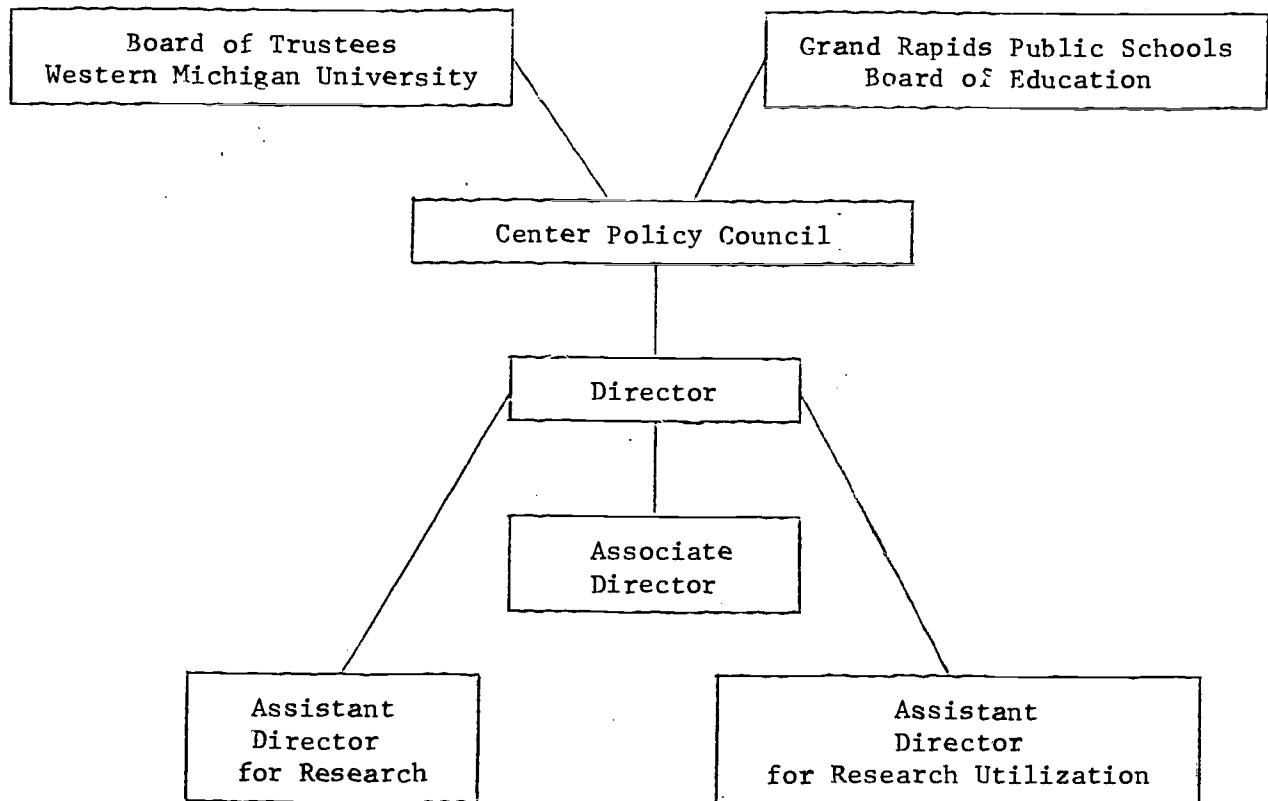 Board of Trustees
Western Michigan University
Grand Rapids Public Schools
Board of Education
Center Policy Council
Director
Associate
Director
Assistant
Director
for Research
Assistant
Director
for Research Utilization